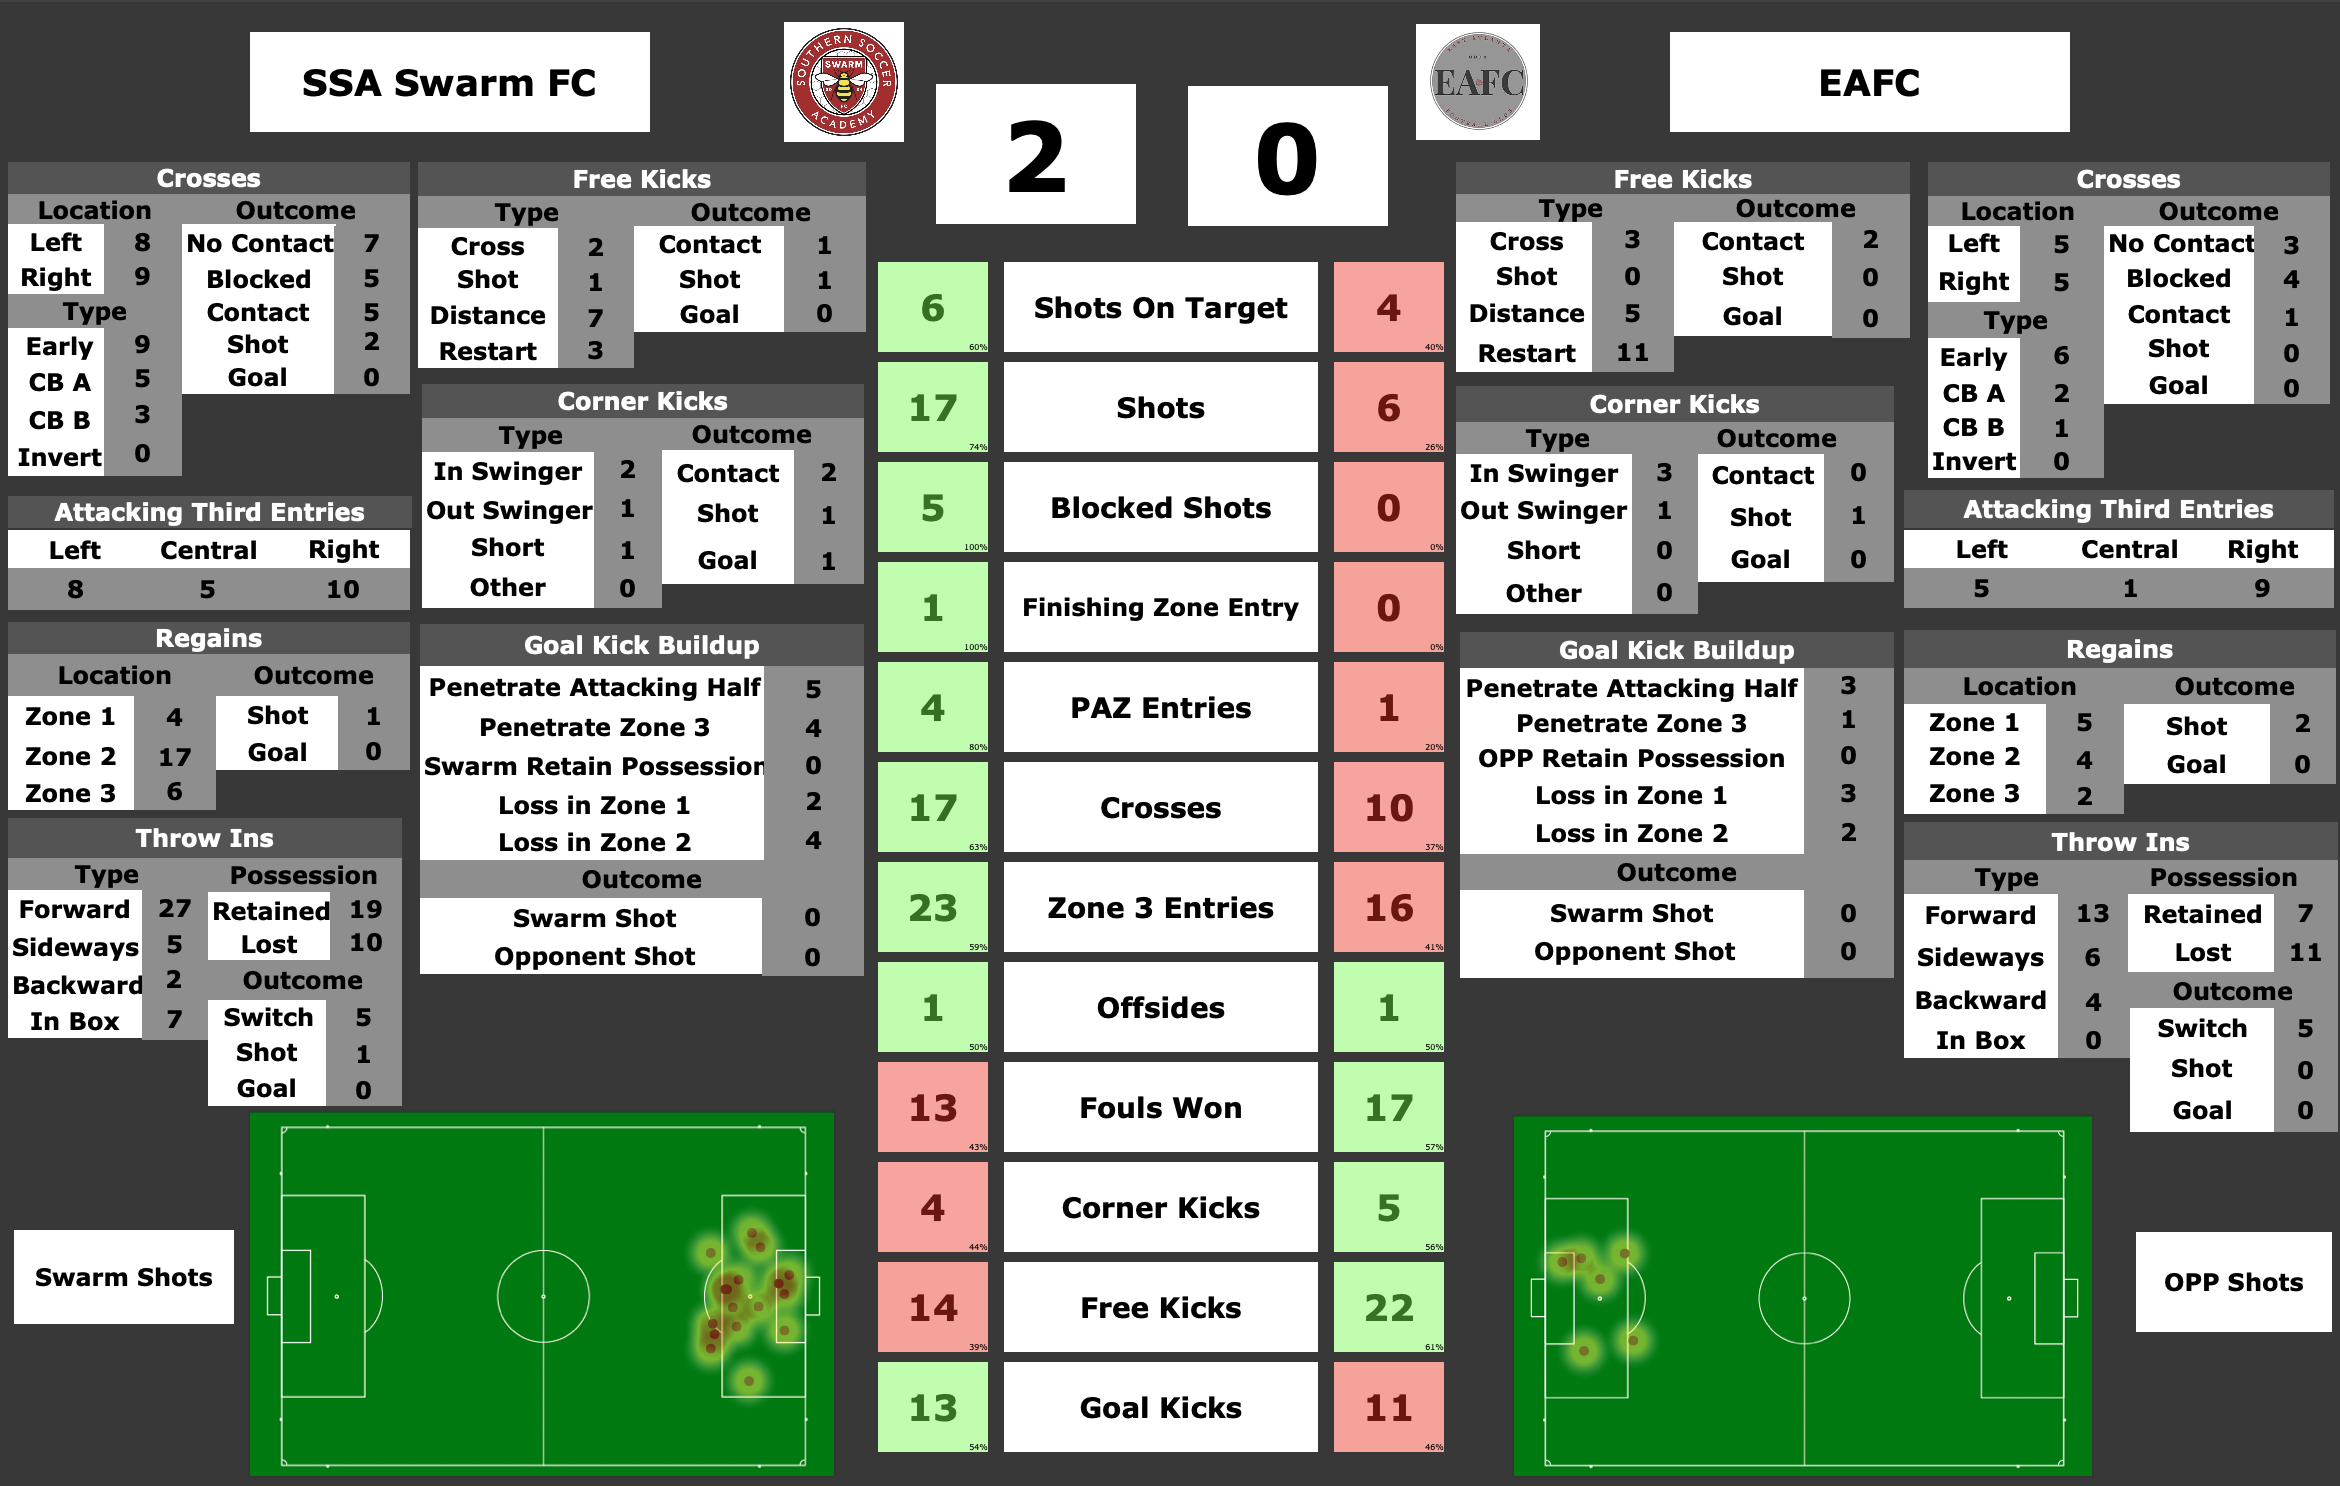 SSA Swarm FC
SOUTHERN SOCCER
SWARM
FC
ACADEMY
2
0
EAFC
EAFC
Crosses
Location Outcome
Left 8 No Contact 7
Right 9 Blocked 5
Type Contact 5
Early 9 Shot 2
CB A 5 Goal 0
CB B 3
Invert 0
Attacking Third Entries
Left Central Right
8 5 10
Regains
Location Outcome
Zone 1 4 Shot 1
Zone 2 17 Goal 0
Zone 3 6
Throw Ins
Type Possession
Forward 27 Retained 19
Sideways 5 Lost 10
Backward 2 Outcome
In Box 7 Switch 5
Shot 1
Goal 0
Free Kicks
Type Outcome
Cross 2 Contact 1
Shot 1 Shot 1
Distance 7 Goal 0
Restart 3
Corner Kicks
Type Outcome
In Swinger 2 Contact 2
Out Swinger 1 Shot 1
Short 1 Goal 1
Other 0
Goal Kick Buildup
Penetrate Attacking Half 5
Penetrate Zone 3 4
Swarm Retain Possession 0
Loss in Zone 1 2
Loss in Zone 2 4
Outcome
Swarm Shot 0
Opponent Shot 0
6 60% Shots On Target 4 40%
17 74% Shots 6 26%
5 100% Blocked Shots 0 0%
1 100% Finishing Zone Entry 0 0%
4 80% PAZ Entries 1 20%
17 63% Crosses 10 37%
23 59% Zone 3 Entries 16 41%
1 50% Offsides 1 50%
13 43% Fouls Won 17 57%
4 44% Corner Kicks 5 56%
14 39% Free Kicks 22 61%
13 54% Goal Kicks 11 46%
Free Kicks
Type Outcome
Cross 3 Contact 2
Shot 0 Shot 0
Distance 5 Goal 0
Restart 11
Corner Kicks
Type Outcome
In Swinger 3 Contact 0
Out Swinger 1 Shot 1
Short 0 Goal 0
Other 0
Goal Kick Buildup
Penetrate Attacking Half 3
Penetrate Zone 3 1
OPP Retain Possession 0
Loss in Zone 1 3
Loss in Zone 2 2
Outcome
Swarm Shot 0
Opponent Shot 0
Crosses
Location Outcome
Left 5 No Contact 3
Right 5 Blocked 4
Type Contact 1
Early 6 Shot 0
CB A 2 Goal 0
CB B 1
Invert 0
Attacking Third Entries
Left Central Right
5 1 9
Regains
Location Outcome
Zone 1 5 Shot 2
Zone 2 4 Goal 0
Zone 3 2
Throw Ins
Type Possession
Forward 13 Retained 7
Sideways 6 Lost 11
Backward 4 Outcome
In Box 0 Switch 5
Shot 0
Goal 0
Swarm Shots
OPP Shots